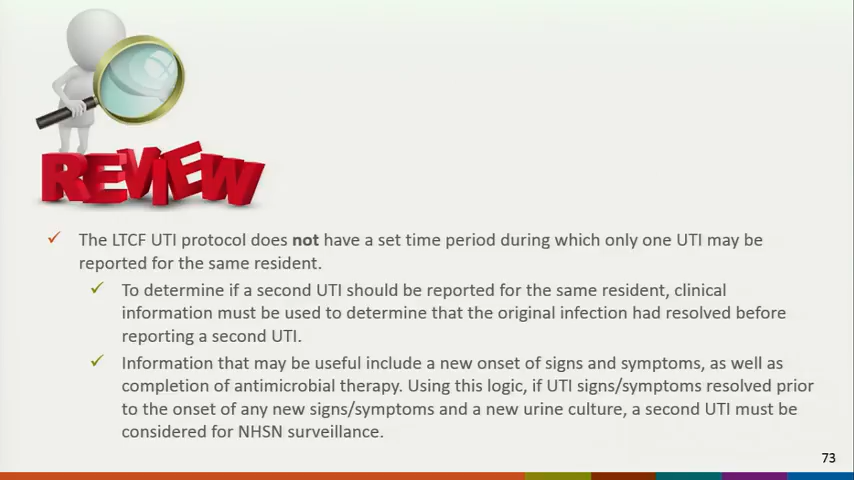 REVIEW
The LTCF UTI protocol does not have a set time period during which only one UTI may be
reported for the same resident.
To determine if a second UTI should be reported for the same resident, clinical
information must be used to determine that the original infection had resolved before
reporting a second UTI.
Information that may be useful include a new onset of signs and symptoms, as well as
completion of antimicrobial therapy. Using this logic, if UTI signs/symptoms resolved prior
to the onset of any new signs/symptoms and a new urine culture, a second UTI must be
considered for NHSN surveillance.
73